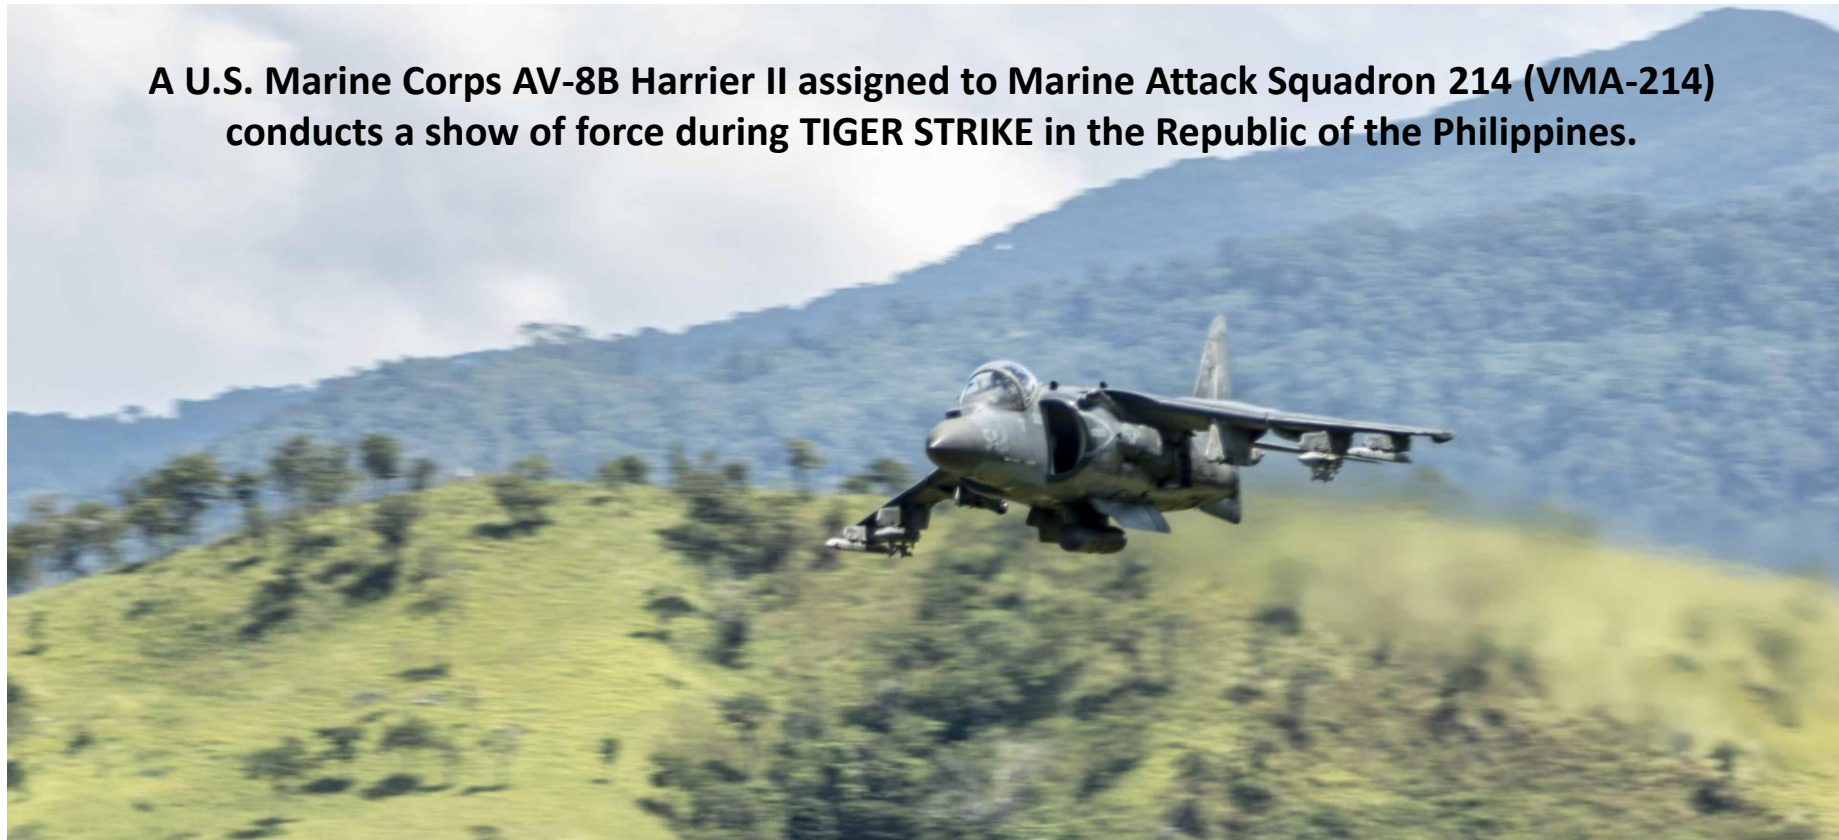 A U.S. Marine Corps AV-8B Harrier II assigned to Marine Attack Squadron 214 (VMA-214)
conducts a show of force during TIGER STRIKE in the Republic of the Philippines.